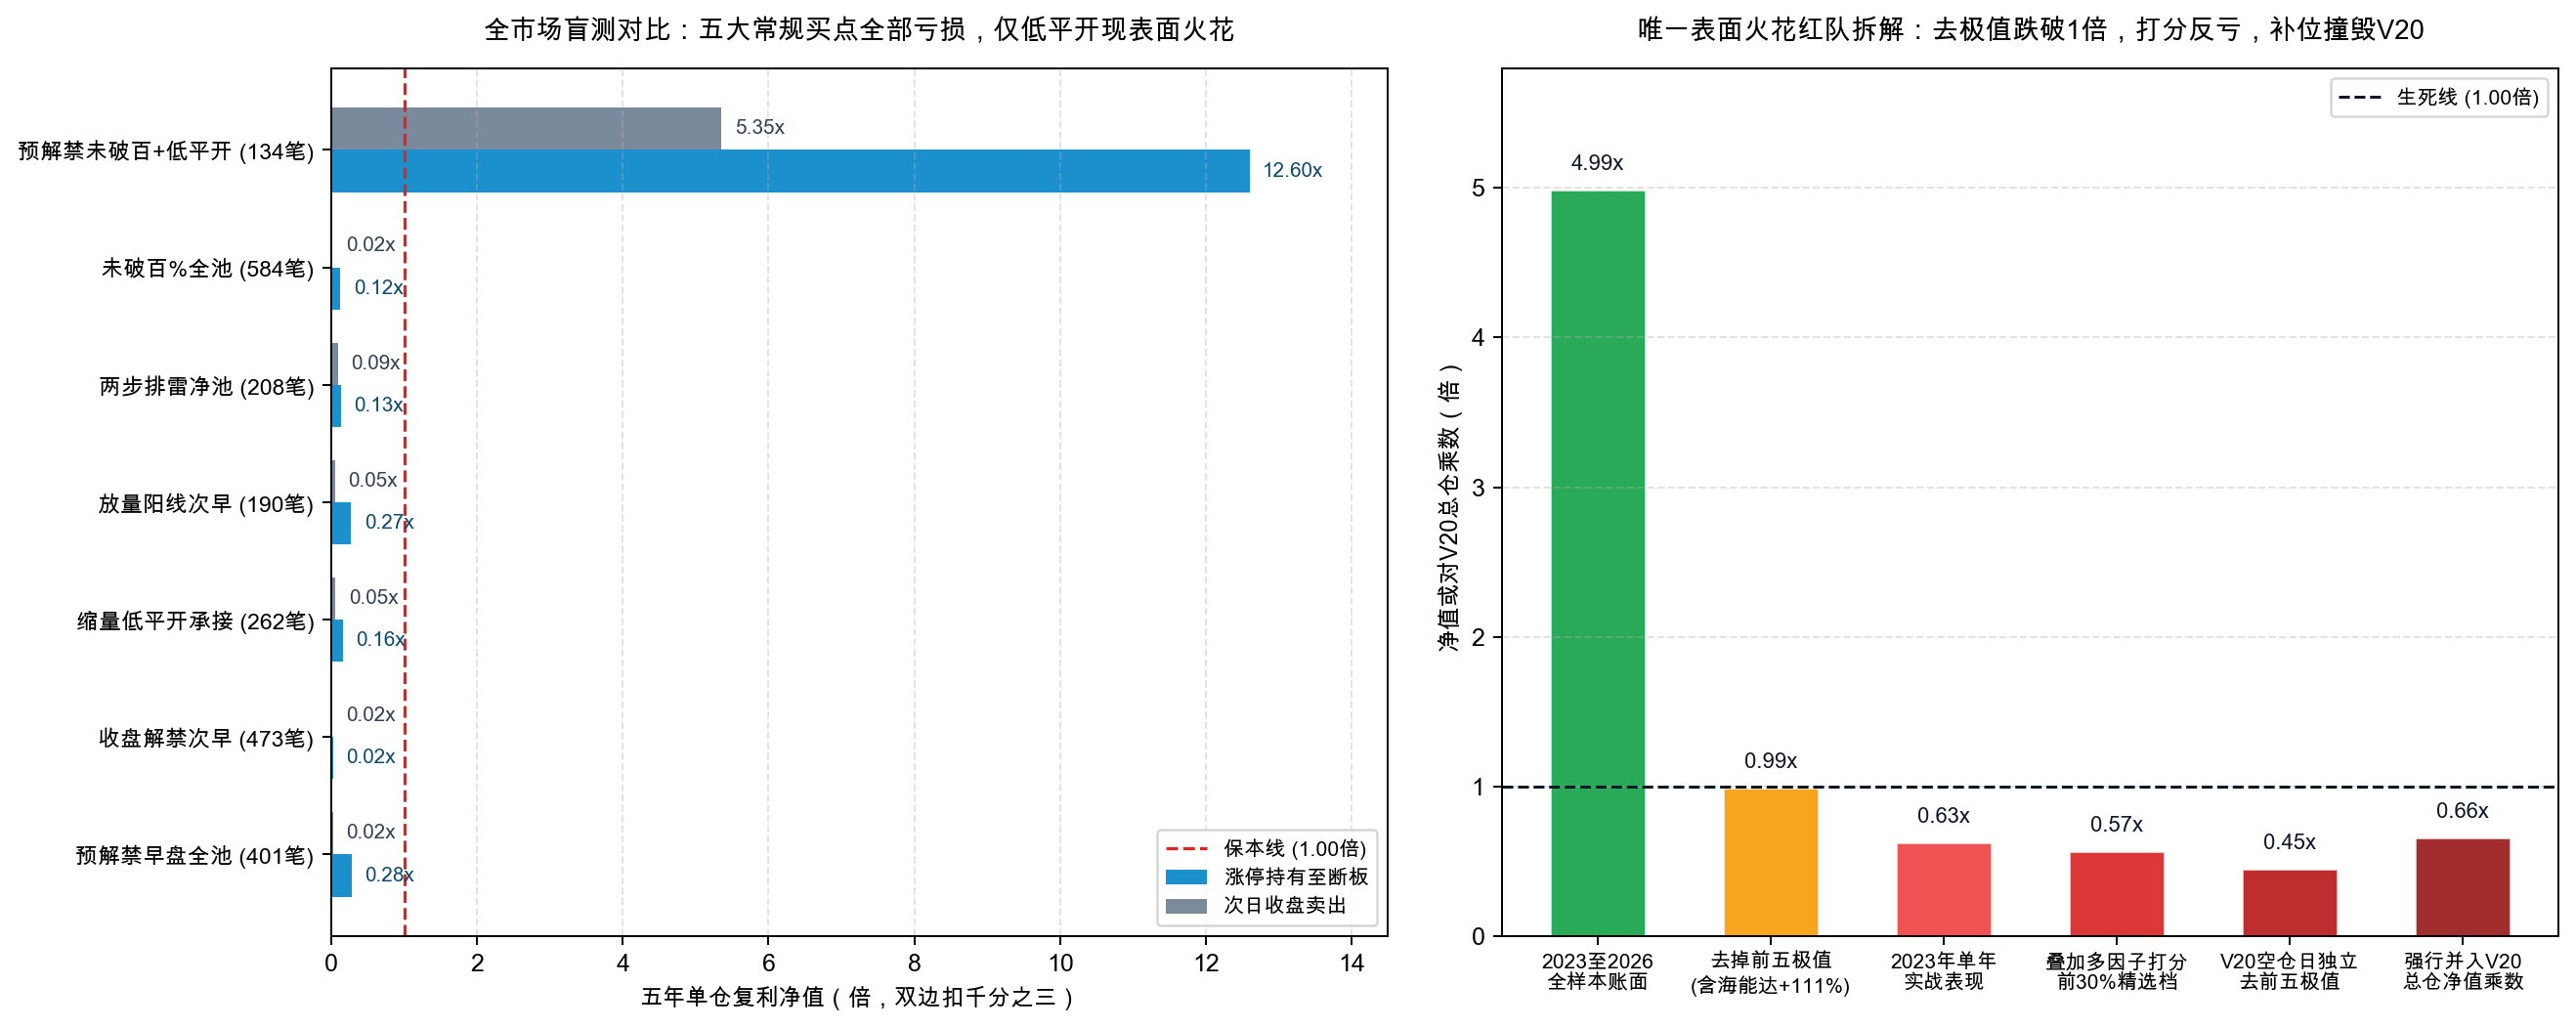 全市场盲测对比：五大常规买点全部亏损，仅低平开现表面火花
预解禁未破百+低平开 (134笔)
5.35x
12.60x
未破百%全池 (584笔)
0.02x
0.12x
两步排雷净池 (208笔)
0.09x
0.13x
放量阳线次早 (190笔)
0.05x
0.27x
缩量低平开承接 (262笔)
0.05x
0.16x
收盘解禁次早 (473笔)
0.02x
0.02x
预解禁早盘全池 (401笔)
0.02x
0.28x
保本线 (1.00倍)
涨停持有至断板
次日收盘卖出
0 2 4 6 8 10 12 14
五年单仓复利净值（倍，双边扣千分之三）
唯一表面火花红队拆解：去极值跌破1倍，打分反亏，补位撞毁V20
生死线 (1.00倍)
净值或对V20总仓乘数（倍）
5
4
3
2
1
0
4.99x
0.99x
0.63x
0.57x
0.45x
0.66x
2023至2026
全样本账面
去掉前五极值
(含海能达+111%)
2023年单年
实战表现
叠加多因子打分
前30%精选档
V20空仓日独立
去前五极值
强行并入V20
总仓净值乘数